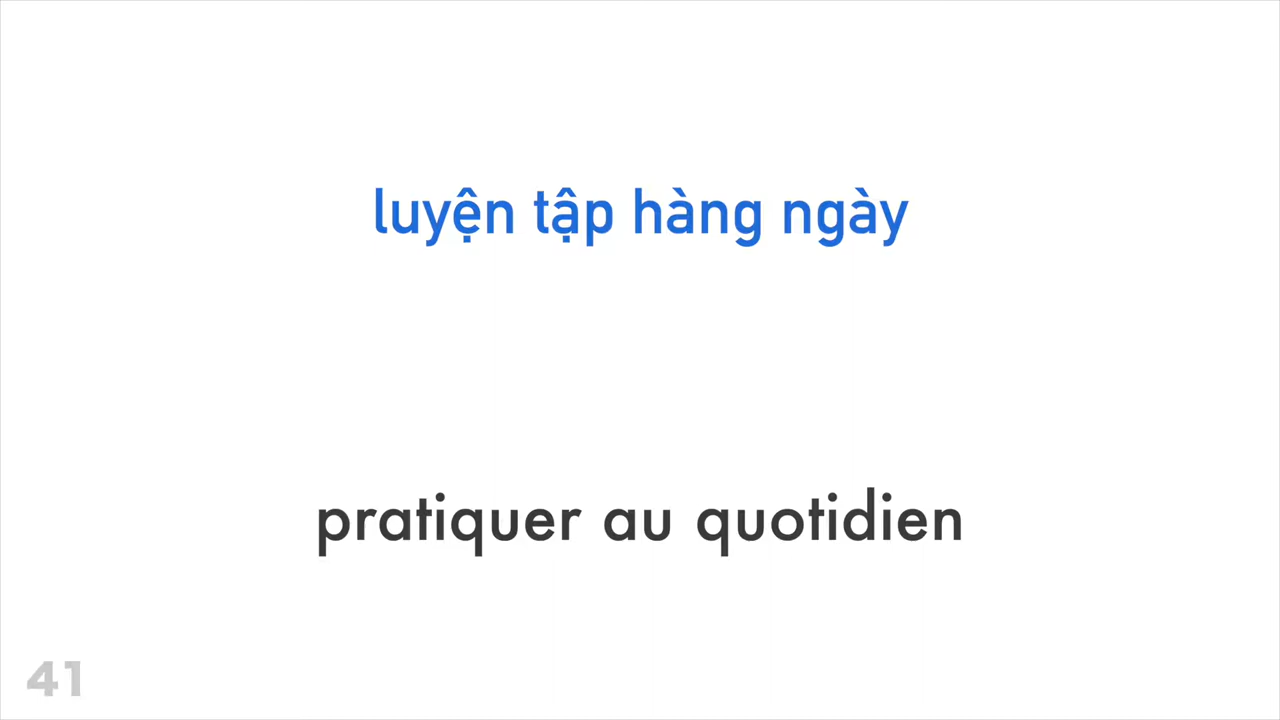 luyện tập hàng ngày
pratiquer au quotidien
41